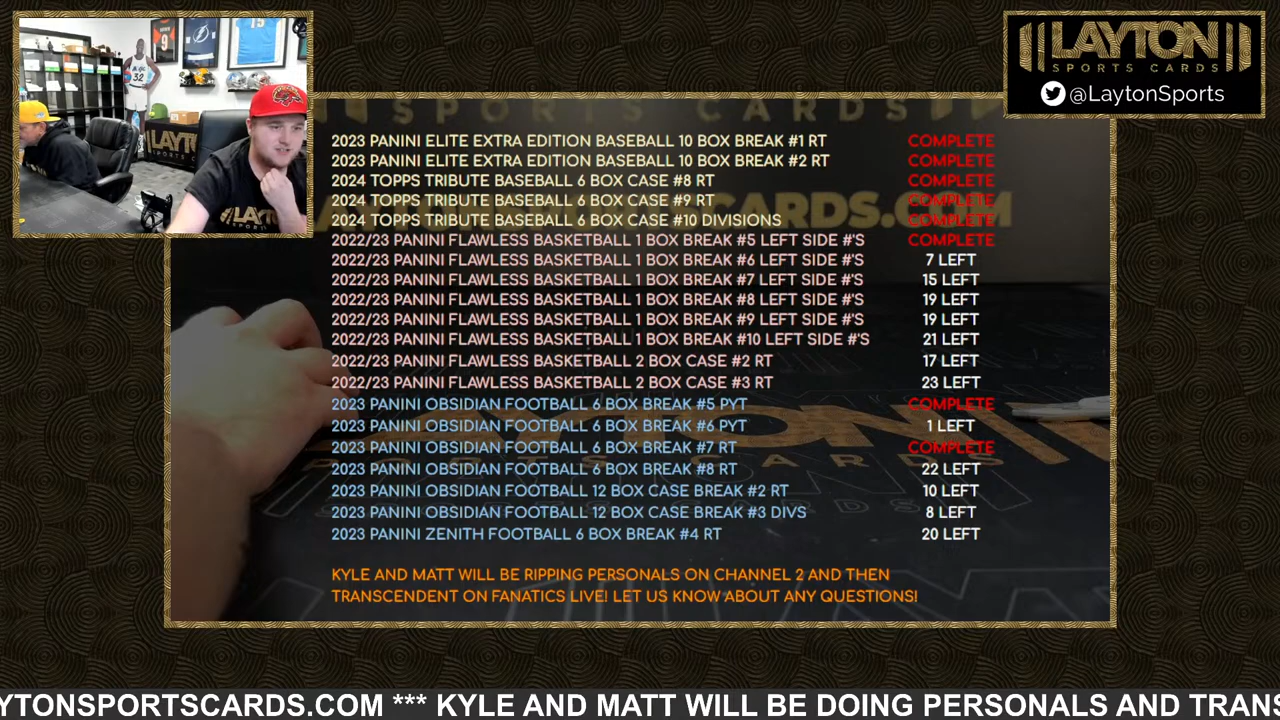 LAYTON
SPORTS CARDS
@LaytonSports
SPORTS CARDS
2023 PANINI ELITE EXTRA EDITION BASEBALL 10 BOX BREAK #1 RT COMPLETE
2023 PANINI ELITE EXTRA EDITION BASEBALL 10 BOX BREAK #2 RT COMPLETE
2024 TOPPS TRIBUTE BASEBALL 6 BOX CASE #8 RT COMPLETE
2024 TOPPS TRIBUTE BASEBALL 6 BOX CASE #9 RT COMPLETE
2024 TOPPS TRIBUTE BASEBALL 6 BOX CASE #10 DIVISIONS COMPLETE
2022/23 PANINI FLAWLESS BASKETBALL 1 BOX BREAK #5 LEFT SIDE #'S COMPLETE
2022/23 PANINI FLAWLESS BASKETBALL 1 BOX BREAK #6 LEFT SIDE #'S 7 LEFT
2022/23 PANINI FLAWLESS BASKETBALL 1 BOX BREAK #7 LEFT SIDE #'S 15 LEFT
2022/23 PANINI FLAWLESS BASKETBALL 1 BOX BREAK #8 LEFT SIDE #'S 19 LEFT
2022/23 PANINI FLAWLESS BASKETBALL 1 BOX BREAK #9 LEFT SIDE #'S 19 LEFT
2022/23 PANINI FLAWLESS BASKETBALL 1 BOX BREAK #10 LEFT SIDE #'S 21 LEFT
2022/23 PANINI FLAWLESS BASKETBALL 2 BOX CASE #2 RT 17 LEFT
2022/23 PANINI FLAWLESS BASKETBALL 2 BOX CASE #3 RT 23 LEFT
2023 PANINI OBSIDIAN FOOTBALL 6 BOX BREAK #5 PYT COMPLETE
2023 PANINI OBSIDIAN FOOTBALL 6 BOX BREAK #6 PYT 1 LEFT
2023 PANINI OBSIDIAN FOOTBALL 6 BOX BREAK #7 RT COMPLETE
2023 PANINI OBSIDIAN FOOTBALL 6 BOX BREAK #8 RT 22 LEFT
2023 PANINI OBSIDIAN FOOTBALL 12 BOX CASE BREAK #2 RT 10 LEFT
2023 PANINI OBSIDIAN FOOTBALL 12 BOX CASE BREAK #3 DIVS 8 LEFT
2023 PANINI ZENITH FOOTBALL 6 BOX BREAK #4 RT 20 LEFT
KYLE AND MATT WILL BE RIPPING PERSONALS ON CHANNEL 2 AND THEN
TRANSCENDENT ON FANATICS LIVE! LET US KNOW ABOUT ANY QUESTIONS!
YTONSPORTSCARDS.COM *** KYLE AND MATT WILL BE DOING PERSONALS AND TRANS